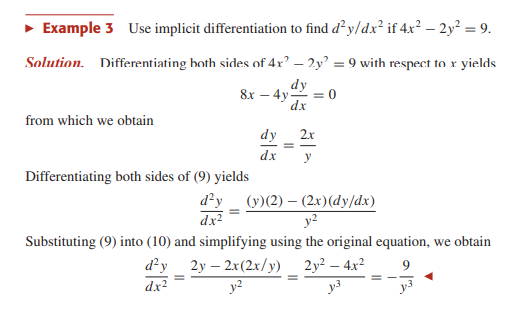 ▶ Example 3 Use implicit differentiation to find d²y/dx² if 4x² − 2y² = 9.
Solution. Differentiating both sides of 4x² − 2y² = 9 with respect to x yields
8x − 4y dy/dx = 0
from which we obtain
dy/dx = 2x/y
Differentiating both sides of (9) yields
d²y/dx² = (y)(2) − (2x)(dy/dx) / y²
Substituting (9) into (10) and simplifying using the original equation, we obtain
d²y/dx² = 2y − 2x(2x/y) / y² = 2y² − 4x² / y³ = − 9/y³ ◀